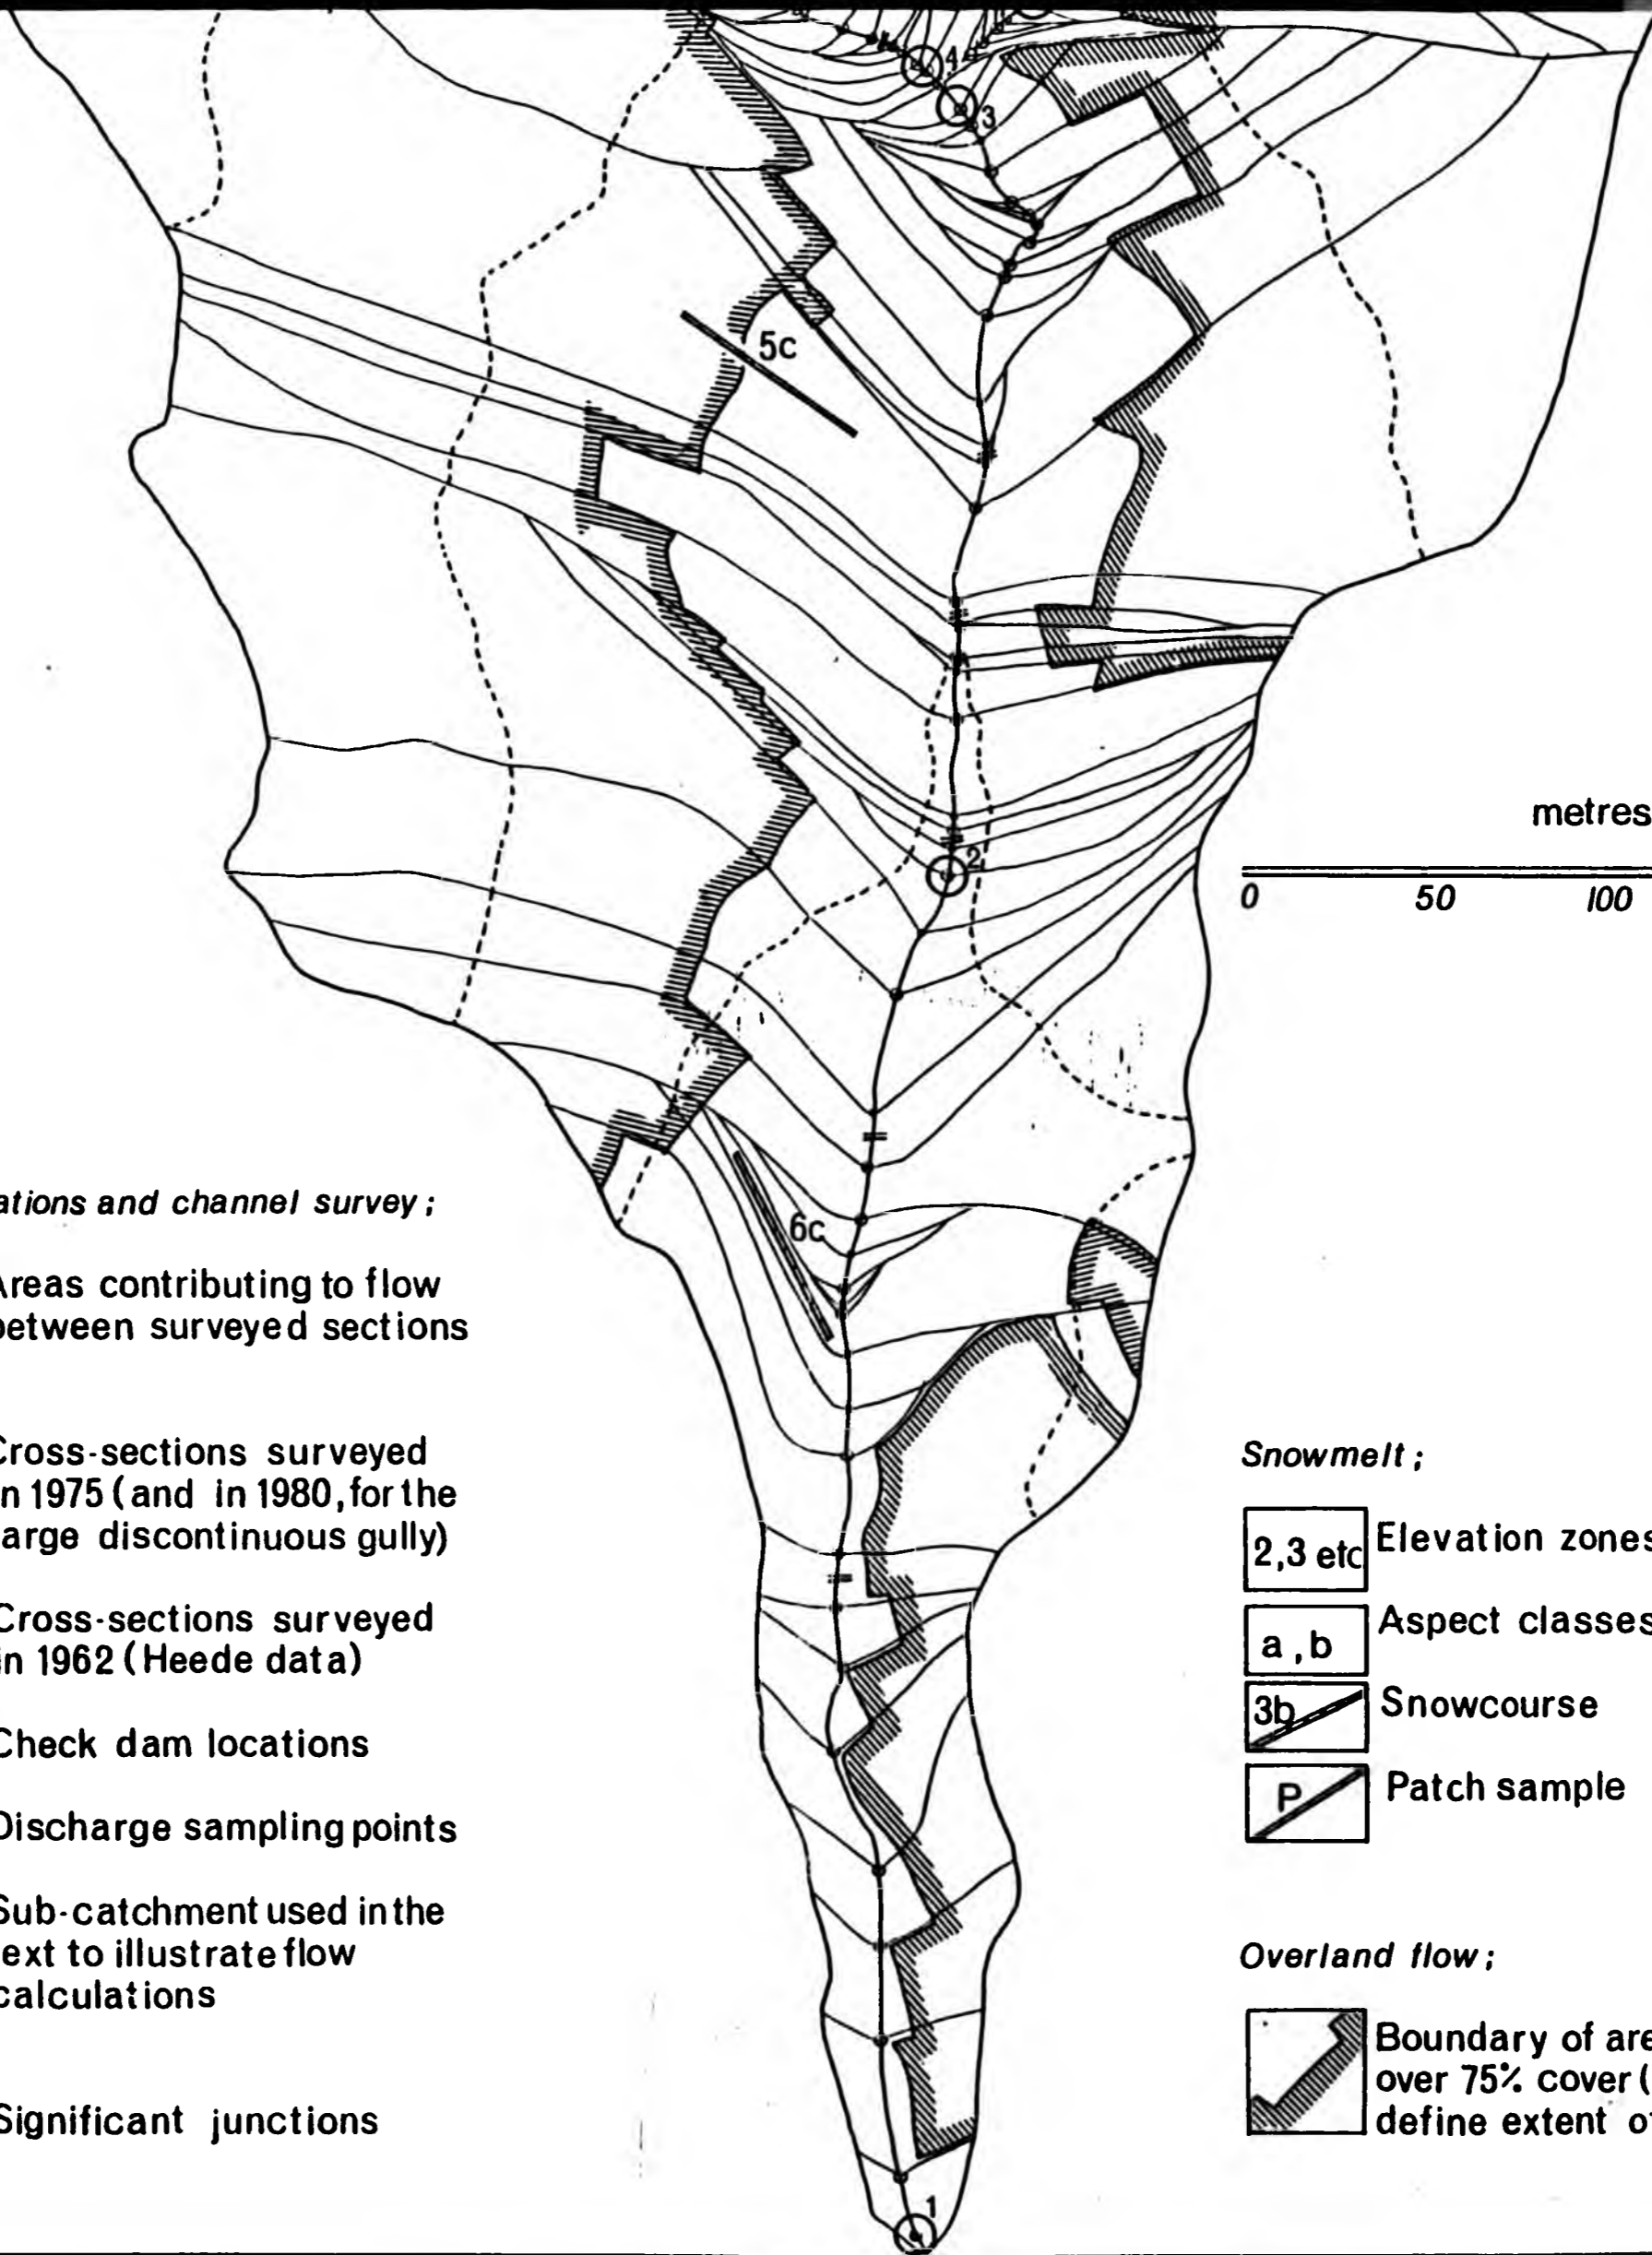 4
3
5c
2
metres
0 50 100
6c
1
ations and channel survey;
Areas contributing to flow
between surveyed sections
Cross-sections surveyed
in 1975 (and in 1980, for the
large discontinuous gully)
Cross-sections surveyed
in 1962 (Heede data)
Check dam locations
Discharge sampling points
Sub-catchment used in the
text to illustrate flow
calculations
Significant junctions
Snowmelt;
2,3 etc Elevation zones
a,b Aspect classes
3b Snowcourse
P Patch sample
Overland flow;
Boundary of are
over 75% cover (
define extent o